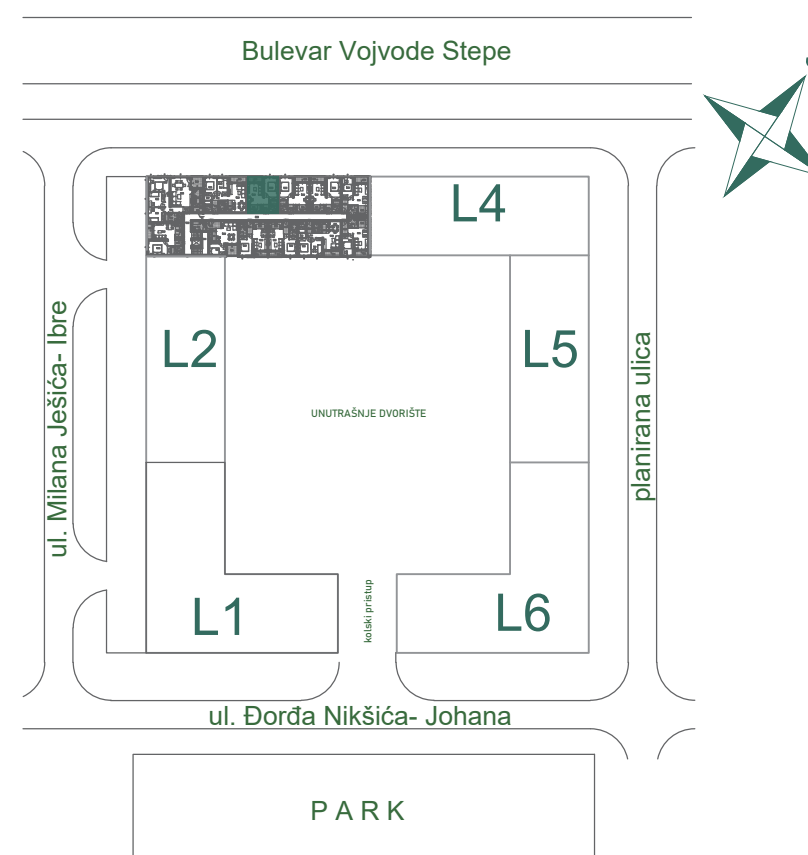 Bulevar Vojvode Stepe
L4
L2
L5
ul. Milana Ješića- Ibre
UNUTRAŠNJE DVORIŠTE
planirana ulica
L1
kolski pristup
L6
ul. Đorđa Nikšića- Johana
PARK